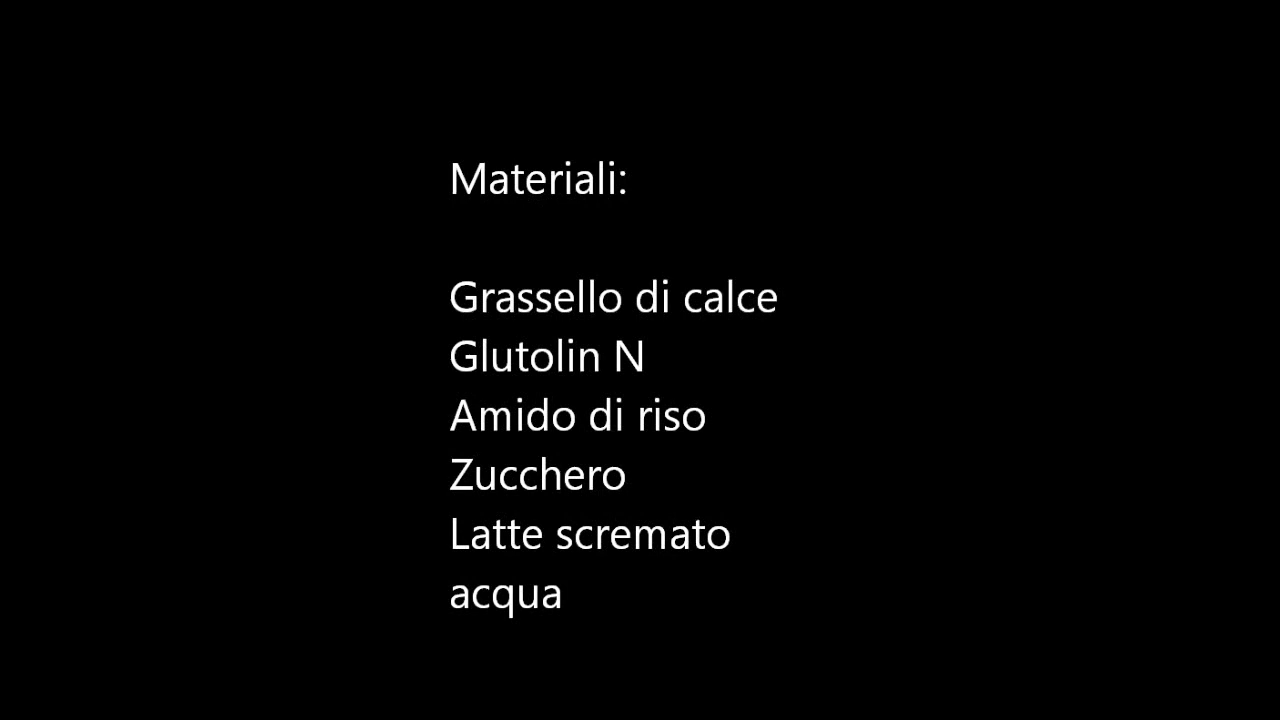 Materiali:
Grassello di calce
Glutolin N
Amido di riso
Zucchero
Latte scremato
acqua